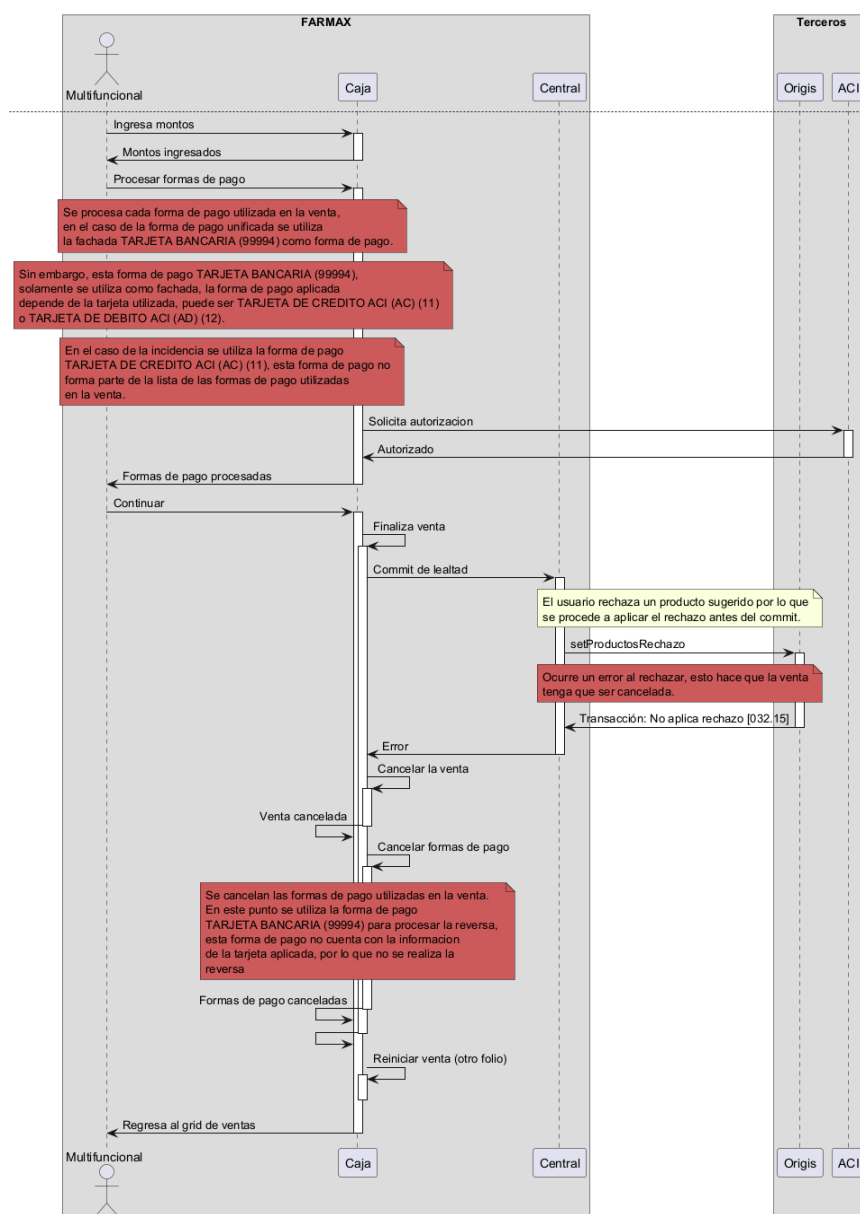 FARMAX
Terceros
Multifuncional
Caja
Central
Origis
ACI
Ingresa montos
Montos ingresados
Procesar formas de pago
Se procesa cada forma de pago utilizada en la venta,
en el caso de la forma de pago unificada se utiliza
la fachada TARJETA BANCARIA (99994) como forma de pago.
Sin embargo, esta forma de pago TARJETA BANCARIA (99994),
solamente se utiliza como fachada, la forma de pago aplicada
depende de la tarjeta utilizada, puede ser TARJETA DE CREDITO ACI (AC) (11)
o TARJETA DE DEBITO ACI (AD) (12).
En el caso de la incidencia se utiliza la forma de pago
TARJETA DE CREDITO ACI (AC) (11), esta forma de pago no
forma parte de la lista de las formas de pago utilizadas
en la venta.
Solicita autorizacion
Autorizado
Formas de pago procesadas
Continuar
Finaliza venta
Commit de lealtad
El usuario rechaza un producto sugerido por lo que
se procede a aplicar el rechazo antes del commit.
setProductosRechazo
Ocurre un error al rechazar, esto hace que la venta
tenga que ser cancelada.
Transacción: No aplica rechazo [032.15]
Error
Cancelar la venta
Venta cancelada
Cancelar formas de pago
Se cancelan las formas de pago utilizadas en la venta.
En este punto se utiliza la forma de pago
TARJETA BANCARIA (99994) para procesar la reversa,
esta forma de pago no cuenta con la informacion
de la tarjeta aplicada, por lo que no se realiza la
reversa
Formas de pago canceladas
Reiniciar venta (otro folio)
Regresa al grid de ventas
Multifuncional
Caja
Central
Origis
ACI